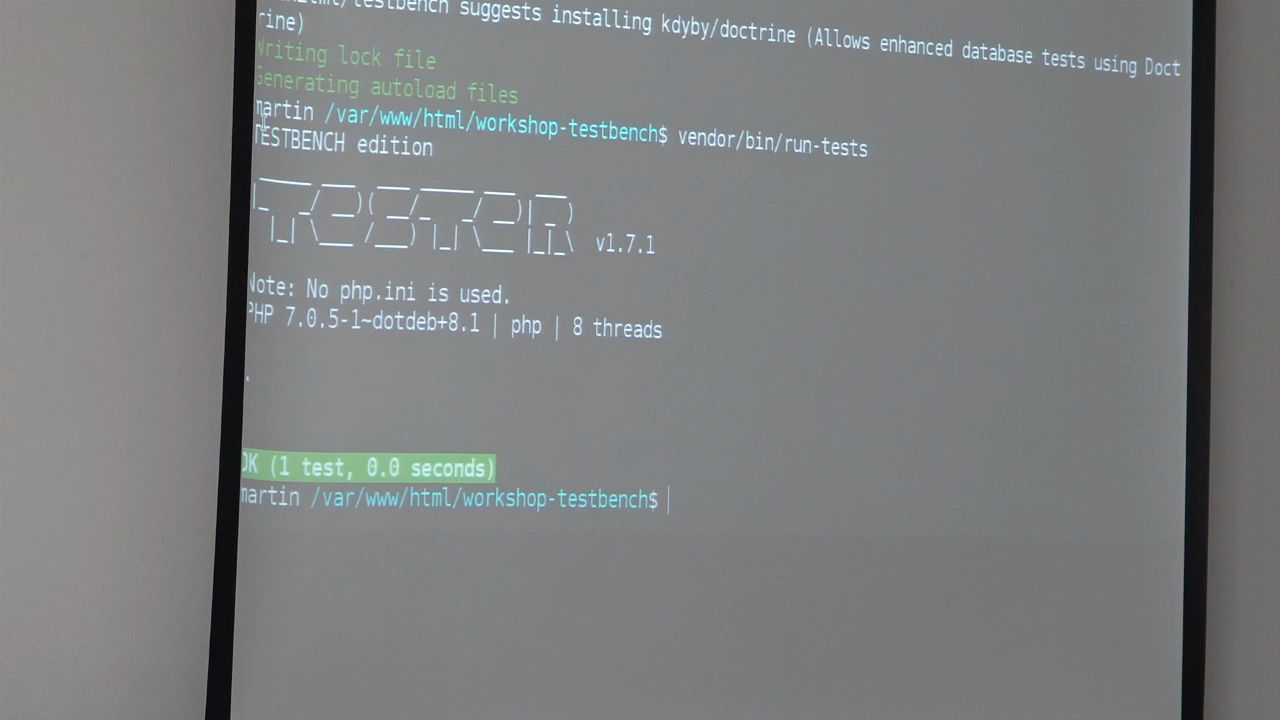 testbench suggests installing kdyby/doctrine (Allows enhanced database tests using Doct
rine)
Writing lock file
Generating autoload files
martin /var/www/html/workshop-testbench$ vendor/bin/run-tests
TESTBENCH edition
TESTER v1.7.1
Note: No php.ini is used.
PHP 7.0.5-1~dotdeb+8.1 | php | 8 threads
.
OK (1 test, 0.0 seconds)
martin /var/www/html/workshop-testbench$